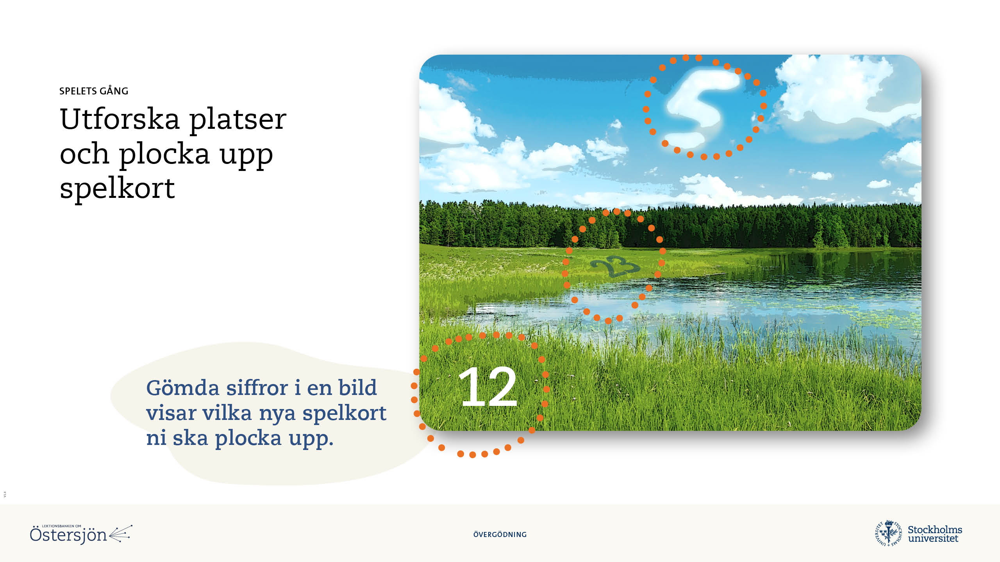 SPELETS GÅNG
Utforska platser
och plocka upp
spelkort
5
23
12
Gömda siffror i en bild
visar vilka nya spelkort
ni ska plocka upp.
V1.0
LEKTIONSBANKEN OM
Östersjön
ÖVERGÖDNING
STOCKHOLMS UNIVERSITET
Stockholms
universitet